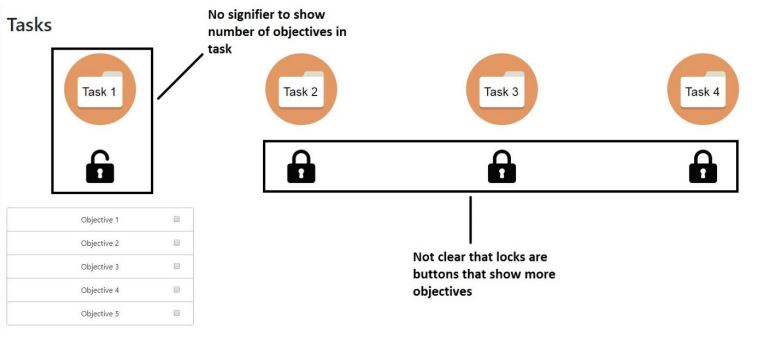 Tasks
No signifier to show
number of objectives in
task
Task 1
Task 2
Task 3
Task 4
Objective 1
Objective 2
Objective 3
Objective 4
Objective 5
Not clear that locks are
buttons that show more
objectives